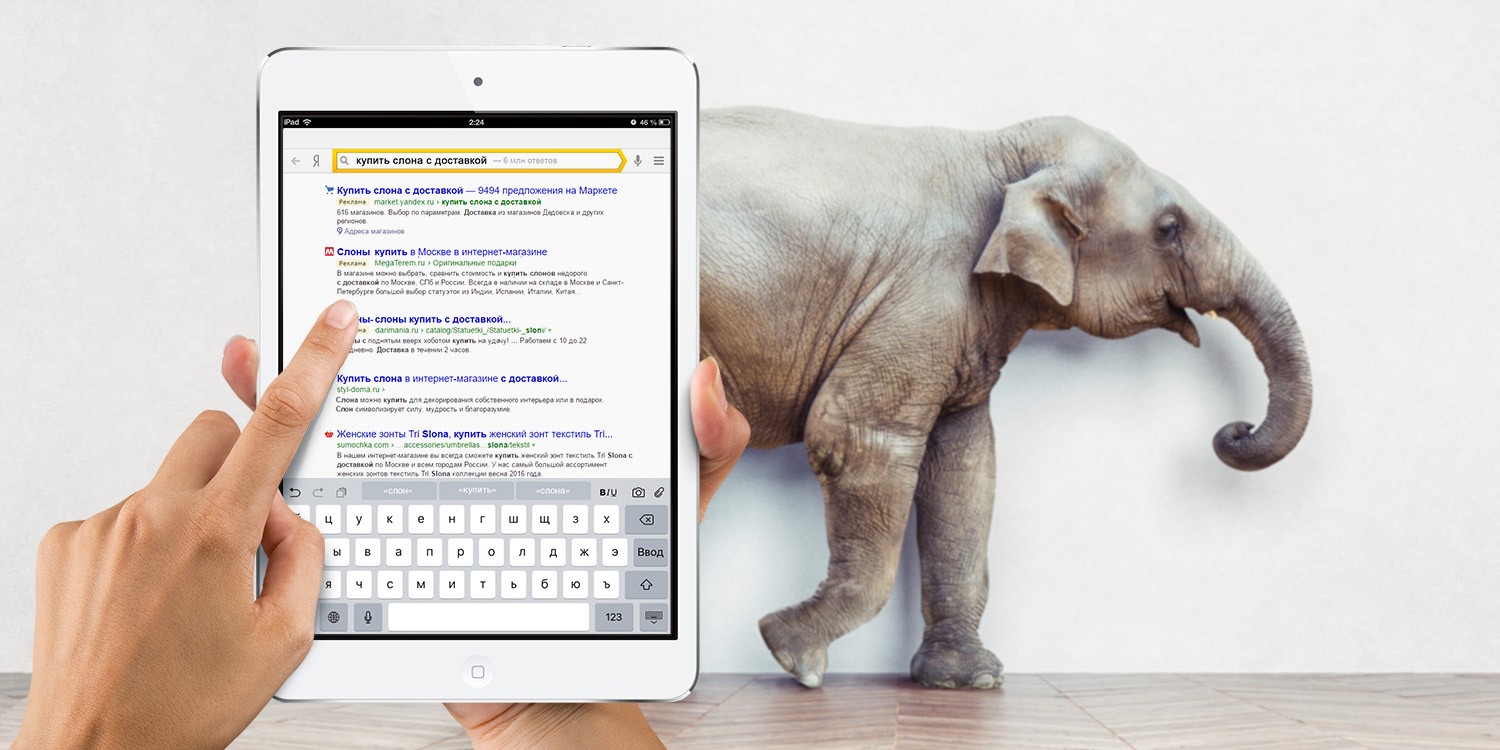 iPad 2:24 46 %
Я купить слона с доставкой — 6 млн ответов
Купить слона с доставкой — 9494 предложения на Маркете
Реклама market.yandex.ru › купить слона с доставкой
616 магазинов. Выбор по параметрам. Доставка из магазинов Дедовска и других
регионов.
Адреса магазинов
Слоны купить в Москве в интернет-магазине
Реклама MegaTerem.ru › Оригинальные подарки
В магазине можно выбрать, сравнить стоимость и купить слонов недорого
с доставкой по Москве, СПб и России. Всегда в наличии на складе в Москве и Санкт-
Петербурге большой выбор статуэток из Индии, Испании, Италии, Китая...
ны- слоны купить с доставкой...
на darimania.ru › catalog/Statuetki_/Statuetki-_sloni/
с поднятым вверх хоботом купить на удачу! ... Работаем с 10 до 22
дневно. Доставка в течении 2 часов.
Купить слона в интернет-магазине с доставкой...
styl-doma.ru ›
Слона можно купить для декорирования собственного интерьера или в подарок.
Слон символизирует силу, мудрость и благоразумие.
Женские зонты Tri Slona, купить женский зонт текстиль Tri...
sumochka.com › ...accessories/umbrellas...slona/tekstil
В нашем интернет-магазине вы всегда сможете купить женский зонт текстиль Tri Slona с
доставкой по Москве и всем городам России. У нас самый большой ассортимент
женских зонтов текстиль Tri Slona коллекции весна 2016 года.
«слон» «купить» «слона» B I U
ц у к е н г ш щ з х
ы в а п р о л д ж э Ввод
я ч с м и т ь б ю ъ
123